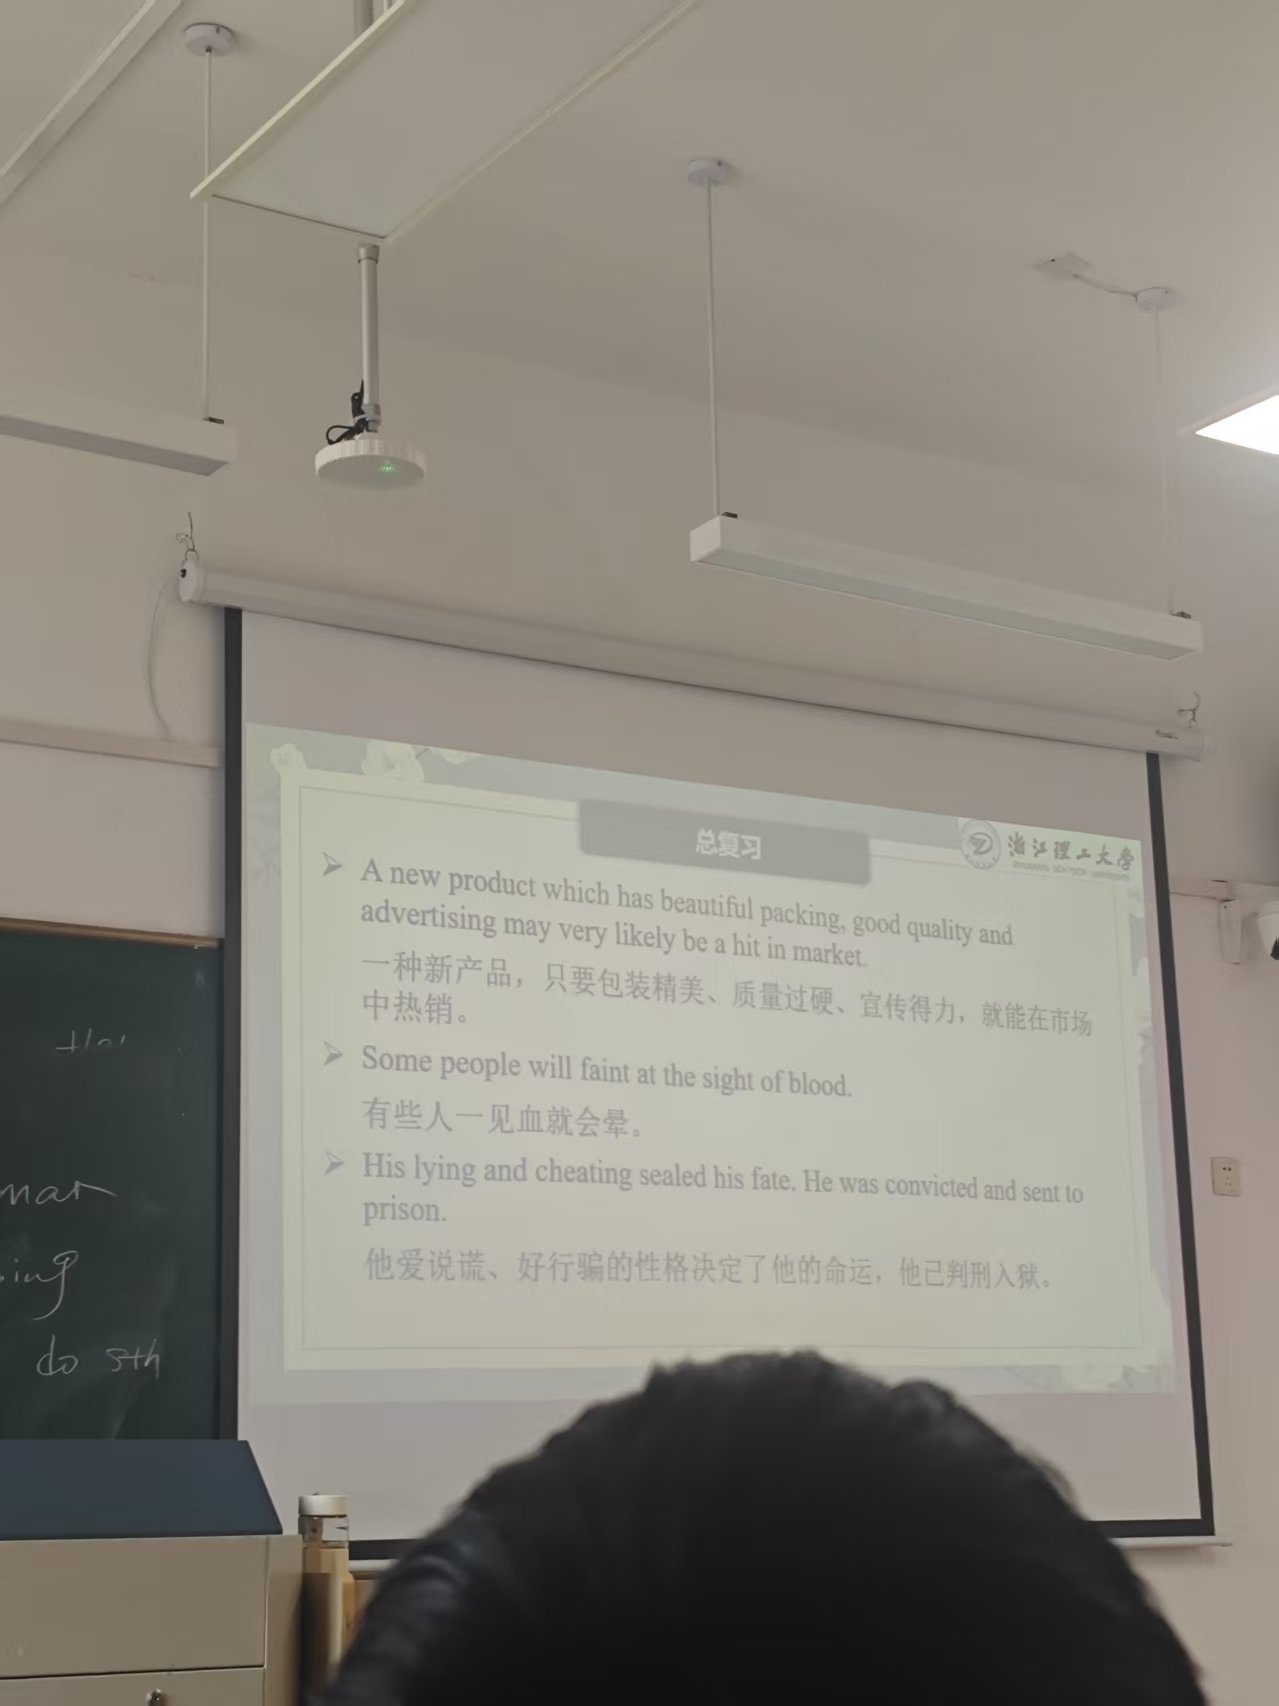 总复习
浙江理工大学
A new product which has beautiful packing, good quality and
advertising may very likely be a hit in market.
一种新产品，只要包装精美、质量过硬、宣传得力，就能在市场
中热销。
Some people will faint at the sight of blood.
有些人一见血就会晕。
His lying and cheating sealed his fate. He was convicted and sent to
prison.
他爱说谎、好行骗的性格决定了他的命运，他已判刑入狱。
man
ing
do sth